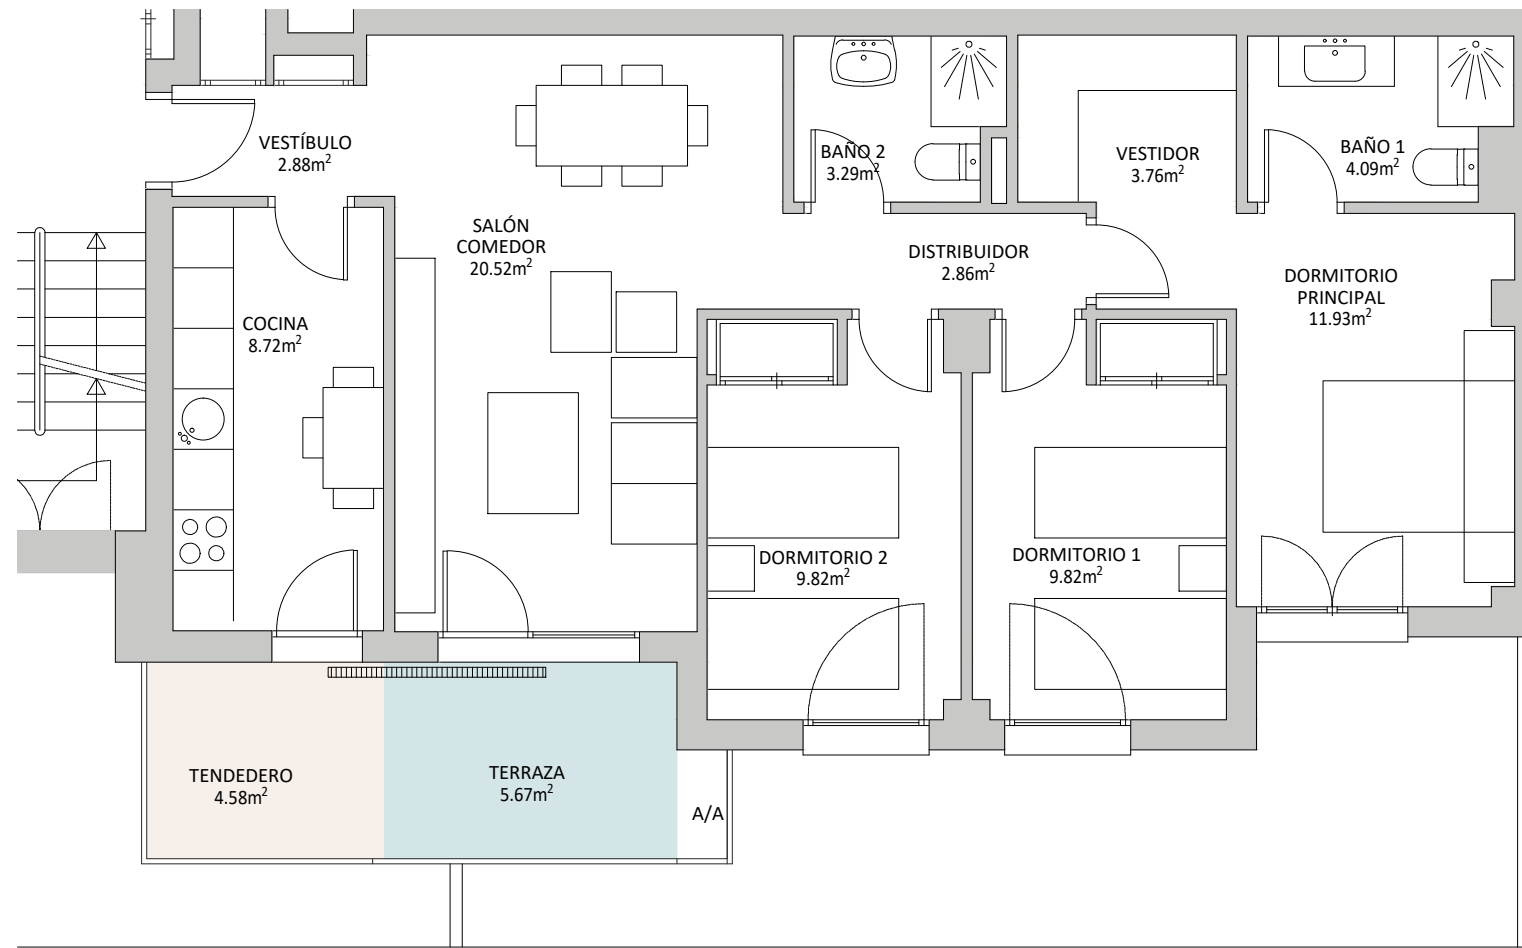 VESTÍBULO
2.88m²
BAÑO 2
3.29m²
VESTIDOR
3.76m²
BAÑO 1
4.09m²
SALÓN
COMEDOR
20.52m²
DISTRIBUIDOR
2.86m²
DORMITORIO
PRINCIPAL
11.93m²
COCINA
8.72m²
DORMITORIO 2
9.82m²
DORMITORIO 1
9.82m²
TENDEDERO
4.58m²
TERRAZA
5.67m²
A/A